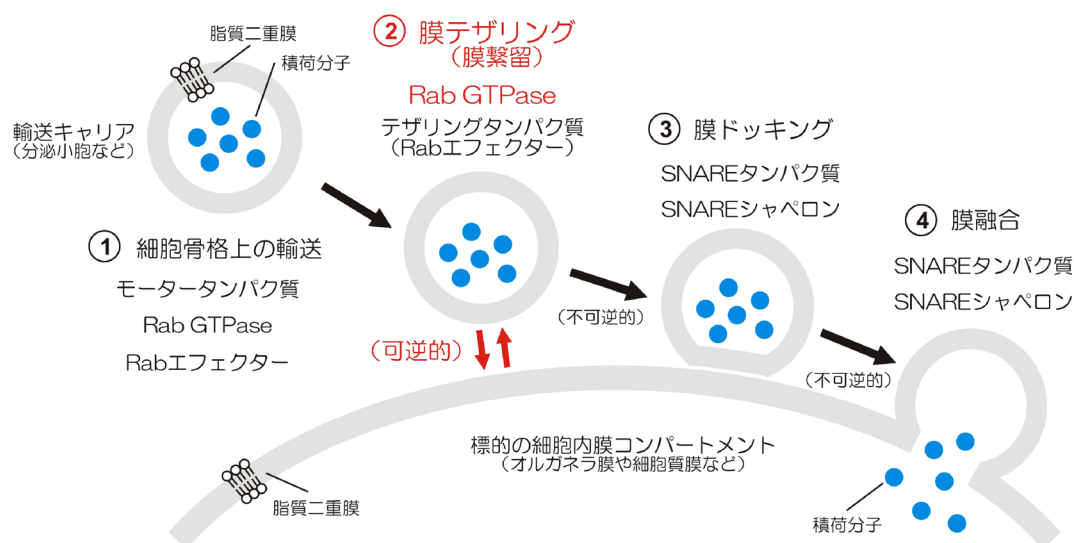 脂質二重膜
積荷分子
輸送キャリア
（分泌小胞など）
① 細胞骨格上の輸送
モータータンパク質
Rab GTPase
Rabエフェクター
② 膜テザリング
（膜繋留）
Rab GTPase
テザリングタンパク質
（Rabエフェクター）
（可逆的）
③ 膜ドッキング
SNAREタンパク質
SNAREシャペロン
（不可逆的）
④ 膜融合
SNAREタンパク質
SNAREシャペロン
（不可逆的）
標的の細胞内膜コンパートメント
（オルガネラ膜や細胞質膜など）
脂質二重膜
積荷分子